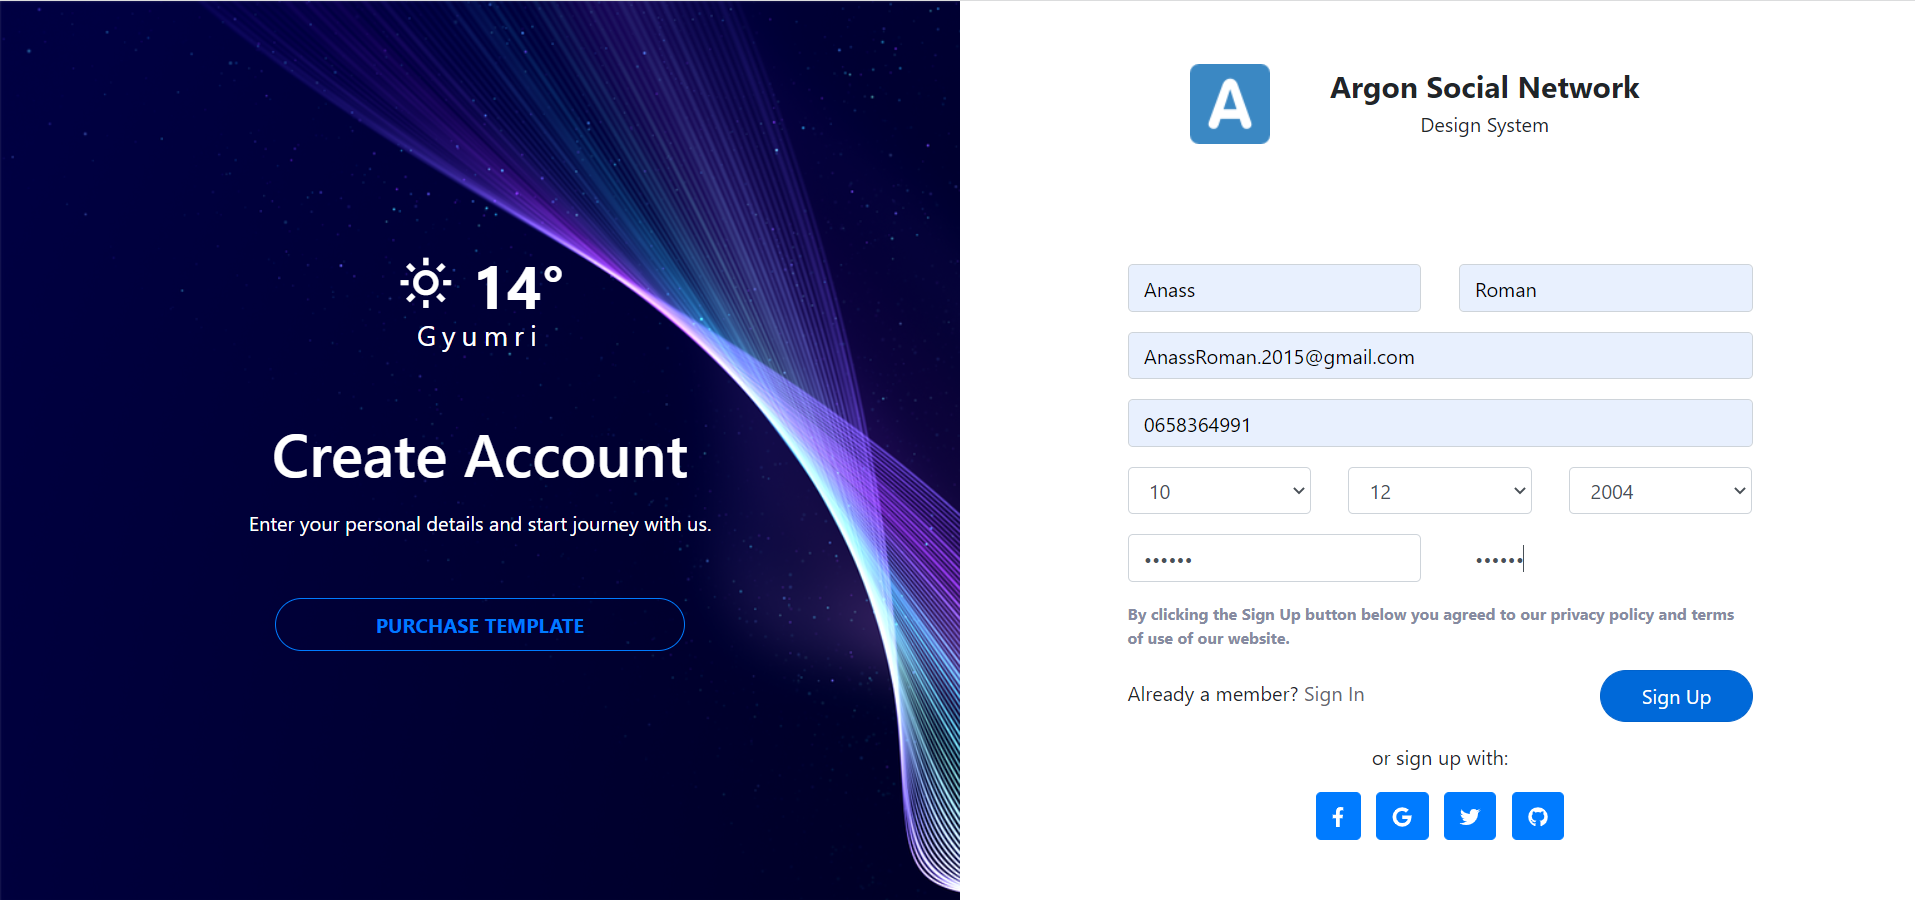 14°
Gyumri
Create Account
Enter your personal details and start journey with us.
PURCHASE TEMPLATE
A
Argon Social Network
Design System
Anass
Roman
AnassRoman.2015@gmail.com
0658364991
10 12 2004
•••••• ••••••
By clicking the Sign Up button below you agreed to our privacy policy and terms
of use of our website.
Already a member? Sign In
Sign Up
or sign up with: